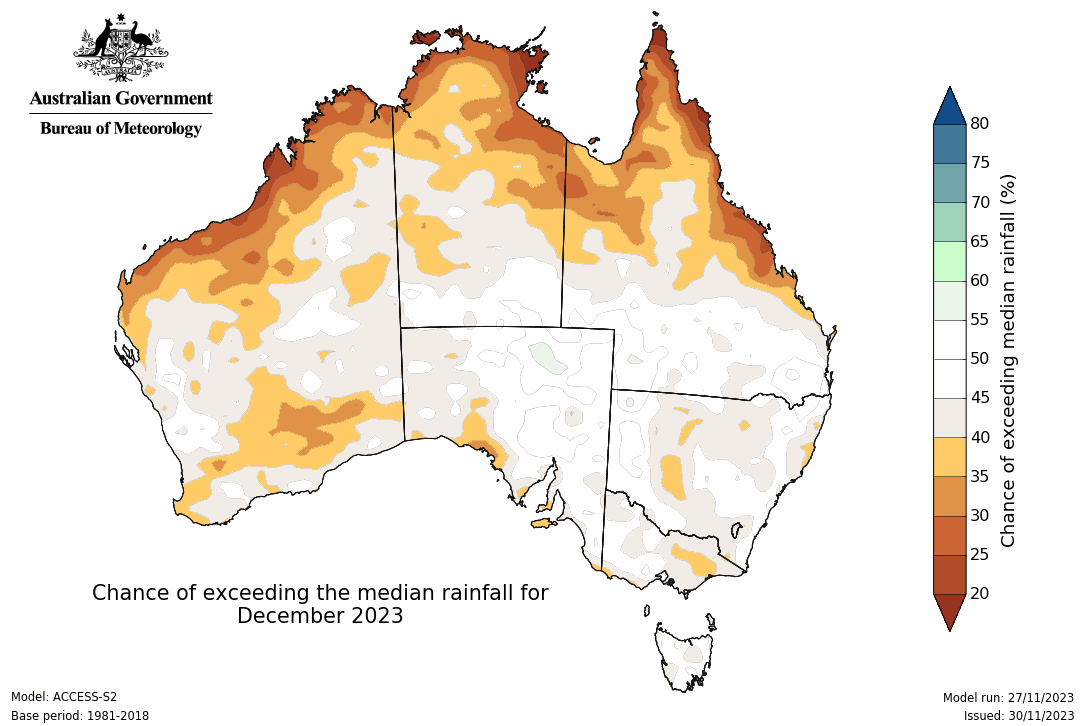 Australian Government
Bureau of Meteorology
80
75
70
65
60
55
50
45
40
35
30
25
20
Chance of exceeding median rainfall (%)
Chance of exceeding the median rainfall for
December 2023
Model: ACCESS-S2
Base period: 1981-2018
Model run: 27/11/2023
Issued: 30/11/2023